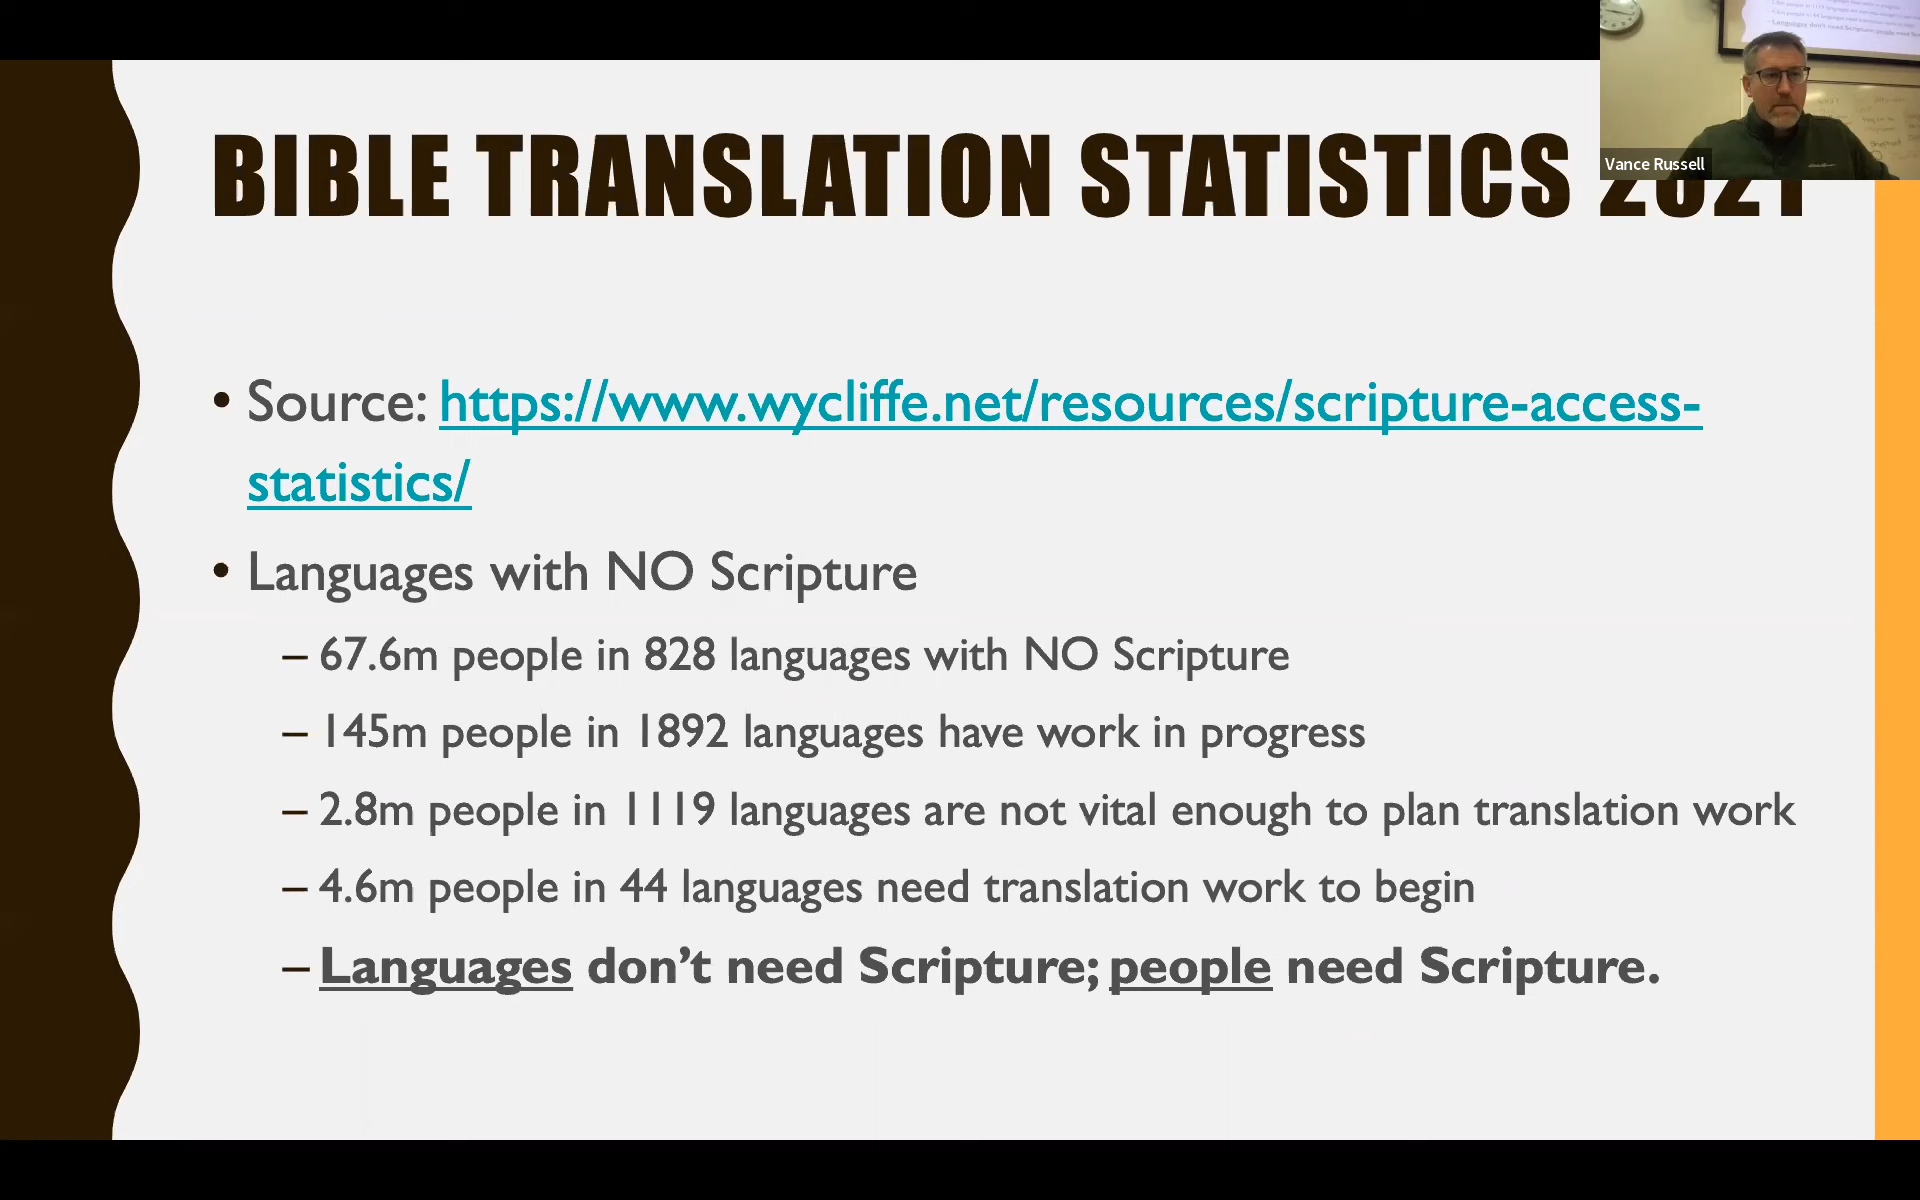 BIBLE TRANSLATION STATISTICS 2021
Vance Russell
• Source: https://www.wycliffe.net/resources/scripture-access-
statistics/
• Languages with NO Scripture
– 67.6m people in 828 languages with NO Scripture
– 145m people in 1892 languages have work in progress
– 2.8m people in 1119 languages are not vital enough to plan translation work
– 4.6m people in 44 languages need translation work to begin
– Languages don’t need Scripture; people need Scripture.